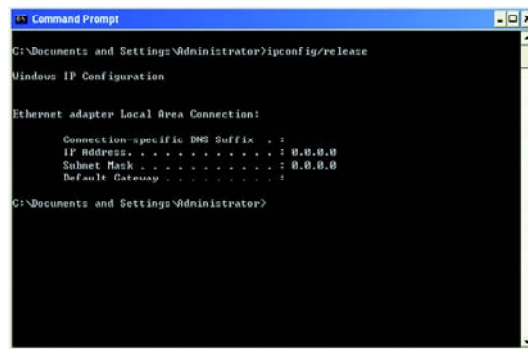 Command Prompt
C:\Documents and Settings\Administrator>ipconfig/release
Windows IP Configuration
Ethernet adapter Local Area Connection:
Connection-specific DNS Suffix . :
IP Address. . . . . . . . . . . . : 0.0.0.0
Subnet Mask . . . . . . . . . . . : 0.0.0.0
Default Gateway . . . . . . . . . :
C:\Documents and Settings\Administrator>